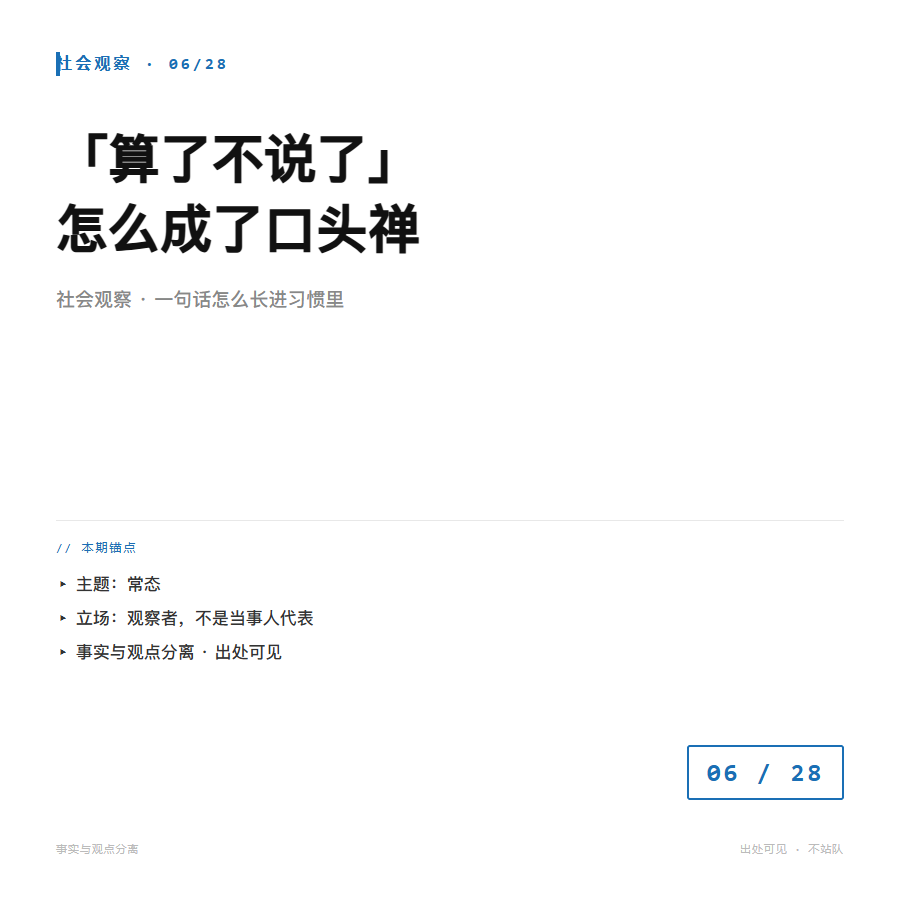 社会观察 · 06/28
「算了不说了」
怎么成了口头禅
社会观察 · 一句话怎么长进习惯里
// 本期锚点
▸ 主题：常态
▸ 立场：观察者，不是当事人代表
▸ 事实与观点分离 · 出处可见
06 / 28
事实与观点分离
出处可见 · 不站队